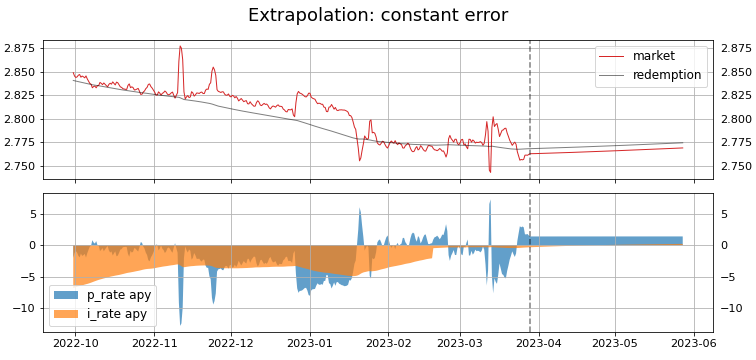 Extrapolation: constant error
2.875 2.875
2.850 2.850
2.825 2.825
2.800 2.800
2.775 2.775
2.750 2.750
market
redemption
5 5
0 0
−5 −5
−10 −10
p_rate apy
i_rate apy
2022-10 2022-11 2022-12 2023-01 2023-02 2023-03 2023-04 2023-05 2023-06